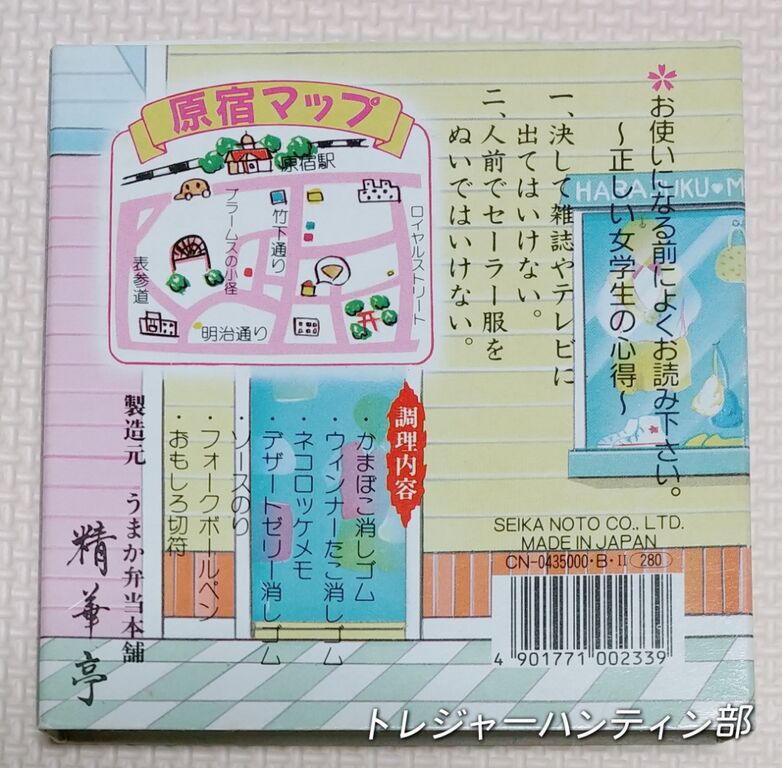 原宿マップ
原宿駅
竹下通り
ブラームスの小径
ロイヤルストリート
表参道
明治通り
お使いになる前によくお読み下さい。
〜正しい女学生の心得〜
一、決して雑誌やテレビに
出てはいけない。
二、人前でセーラー服を
ぬいではいけない。
HARAJUKU♥M
調理内容
・かまぼこ消しゴム
・ウィンナーたこ消しゴム
・ネコロッケメモ
・デザートゼリー消しゴム
・ソースのり
・フォークボールペン
・おもしろ切符
製造元 うまか弁当本舗
精華亭
SEIKA NOTO CO., LTD.
MADE IN JAPAN
CN-0435000・B・II 280
4 901771 002339
トレジャーハンティン部